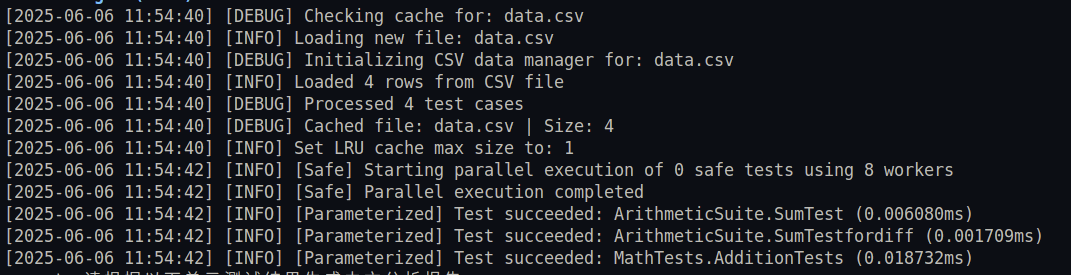 [2025-06-06 11:54:40] [DEBUG] Checking cache for: data.csv
[2025-06-06 11:54:40] [INFO] Loading new file: data.csv
[2025-06-06 11:54:40] [DEBUG] Initializing CSV data manager for: data.csv
[2025-06-06 11:54:40] [INFO] Loaded 4 rows from CSV file
[2025-06-06 11:54:40] [DEBUG] Processed 4 test cases
[2025-06-06 11:54:40] [DEBUG] Cached file: data.csv | Size: 4
[2025-06-06 11:54:40] [INFO] Set LRU cache max size to: 1
[2025-06-06 11:54:42] [INFO] [Safe] Starting parallel execution of 0 safe tests using 8 workers
[2025-06-06 11:54:42] [INFO] [Safe] Parallel execution completed
[2025-06-06 11:54:42] [INFO] [Parameterized] Test succeeded: ArithmeticSuite.SumTest (0.006080ms)
[2025-06-06 11:54:42] [INFO] [Parameterized] Test succeeded: ArithmeticSuite.SumTestfordiff (0.001709ms)
[2025-06-06 11:54:42] [INFO] [Parameterized] Test succeeded: MathTests.AdditionTests (0.018732ms)